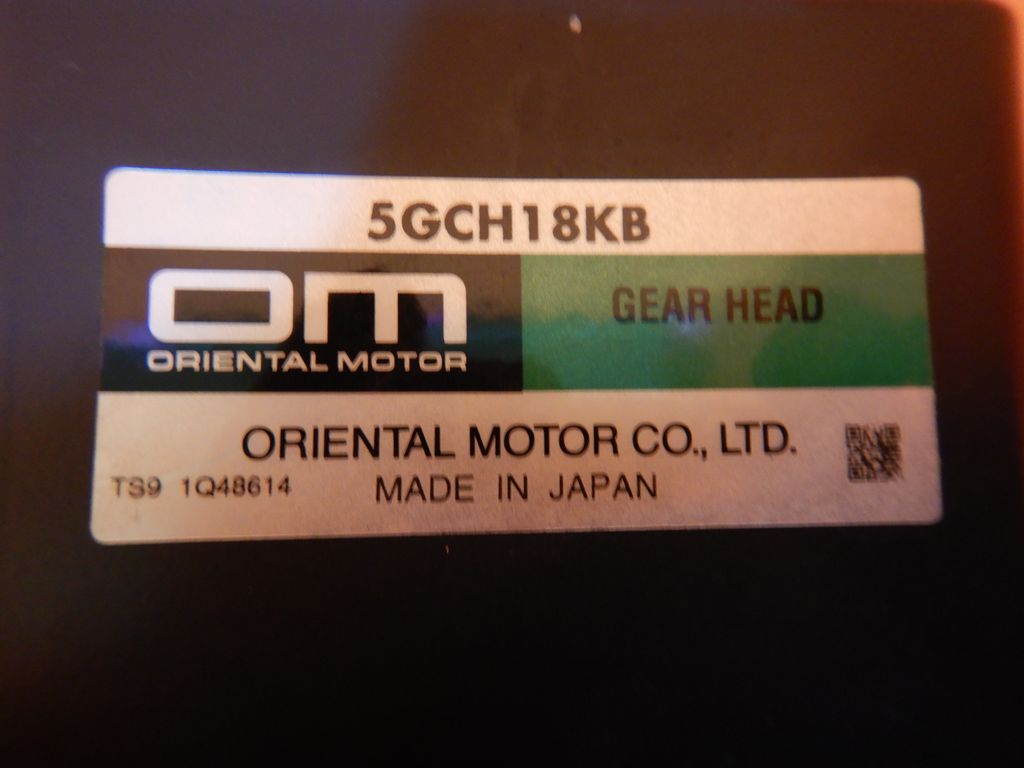 5GCH18KB
om
ORIENTAL MOTOR
GEAR HEAD
ORIENTAL MOTOR CO., LTD.
TS9 1Q48614
MADE IN JAPAN